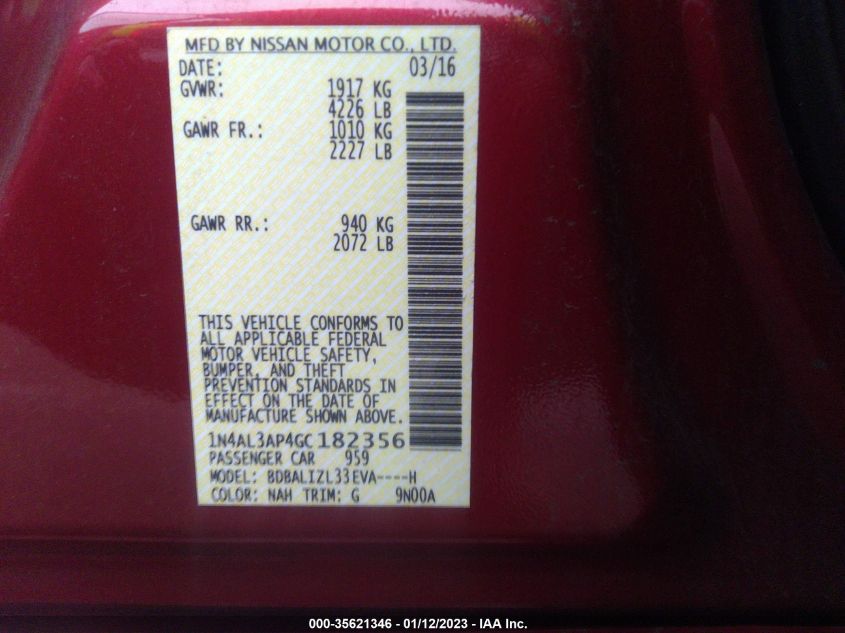 MFD BY NISSAN MOTOR CO., LTD.
DATE: 03/16
GVWR: 1917 KG
4226 LB
GAWR FR.: 1010 KG
2227 LB
GAWR RR.: 940 KG
2072 LB
THIS VEHICLE CONFORMS TO
ALL APPLICABLE FEDERAL
MOTOR VEHICLE SAFETY,
BUMPER, AND THEFT
PREVENTION STANDARDS IN
EFFECT ON THE DATE OF
MANUFACTURE SHOWN ABOVE.
1N4AL3AP4GC182356
PASSENGER CAR 959
MODEL: BDBALIZL33EVA----H
COLOR: NAH TRIM: G 9N00A
000-35621346 - 01/12/2023 - IAA Inc.